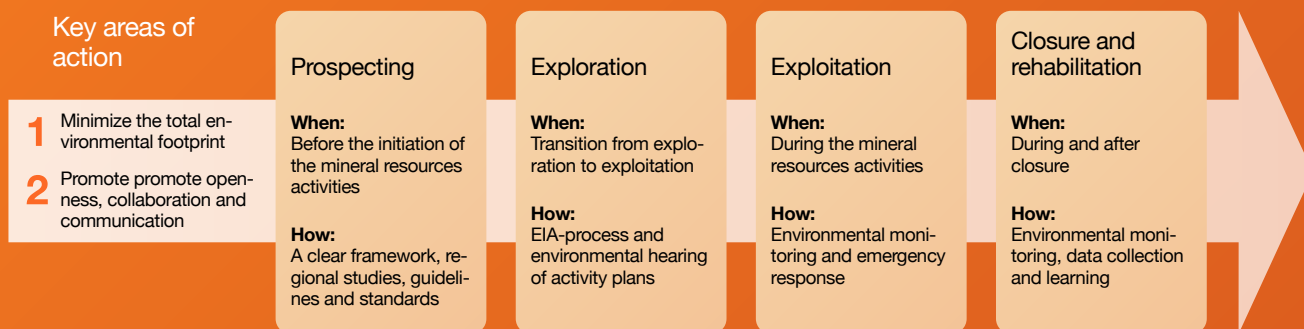 Key areas of
action
1 Minimize the total en-
vironmental footprint
2 Promote promote open-
ness, collaboration and
communication
Prospecting
When:
Before the initiation of
the mineral resources
activities
How:
A clear framework, re-
gional studies, guideli-
nes and standards
Exploration
When:
Transition from explo-
ration to exploitation
How:
EIA-process and
environmental hearing
of activity plans
Exploitation
When:
During the mineral
resources activities
How:
Environmental moni-
toring and emergency
response
Closure and
rehabilitation
When:
During and after
closure
How:
Environmental moni-
toring, data collection
and learning